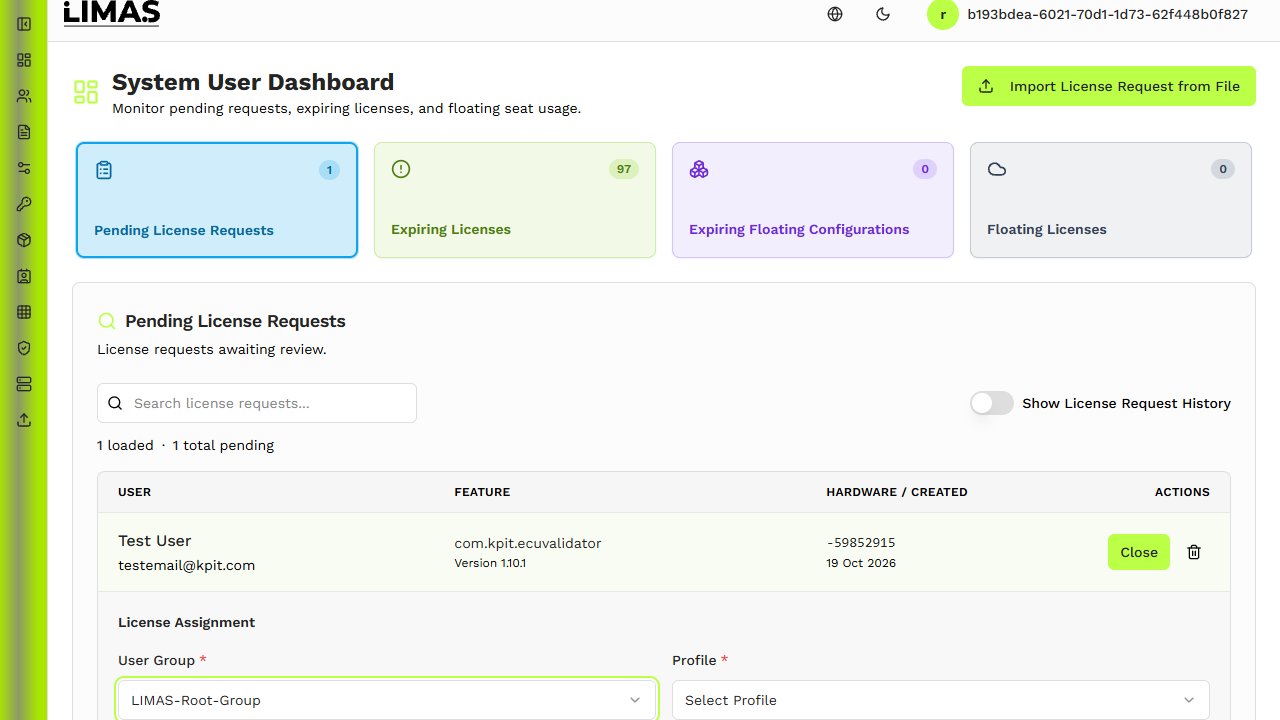 LIMAS
r b193bdea-6021-70d1-1d73-62f448b0f827
System User Dashboard
Monitor pending requests, expiring licenses, and floating seat usage.
Import License Request from File
1
Pending License Requests
97
Expiring Licenses
0
Expiring Floating Configurations
0
Floating Licenses
Pending License Requests
License requests awaiting review.
Search license requests...
Show License Request History
1 loaded · 1 total pending
USER FEATURE HARDWARE / CREATED ACTIONS
Test User com.kpit.ecuvalidator -59852915 Close
testemail@kpit.com Version 1.10.1 19 Oct 2026
License Assignment
User Group * Profile *
LIMAS-Root-Group Select Profile